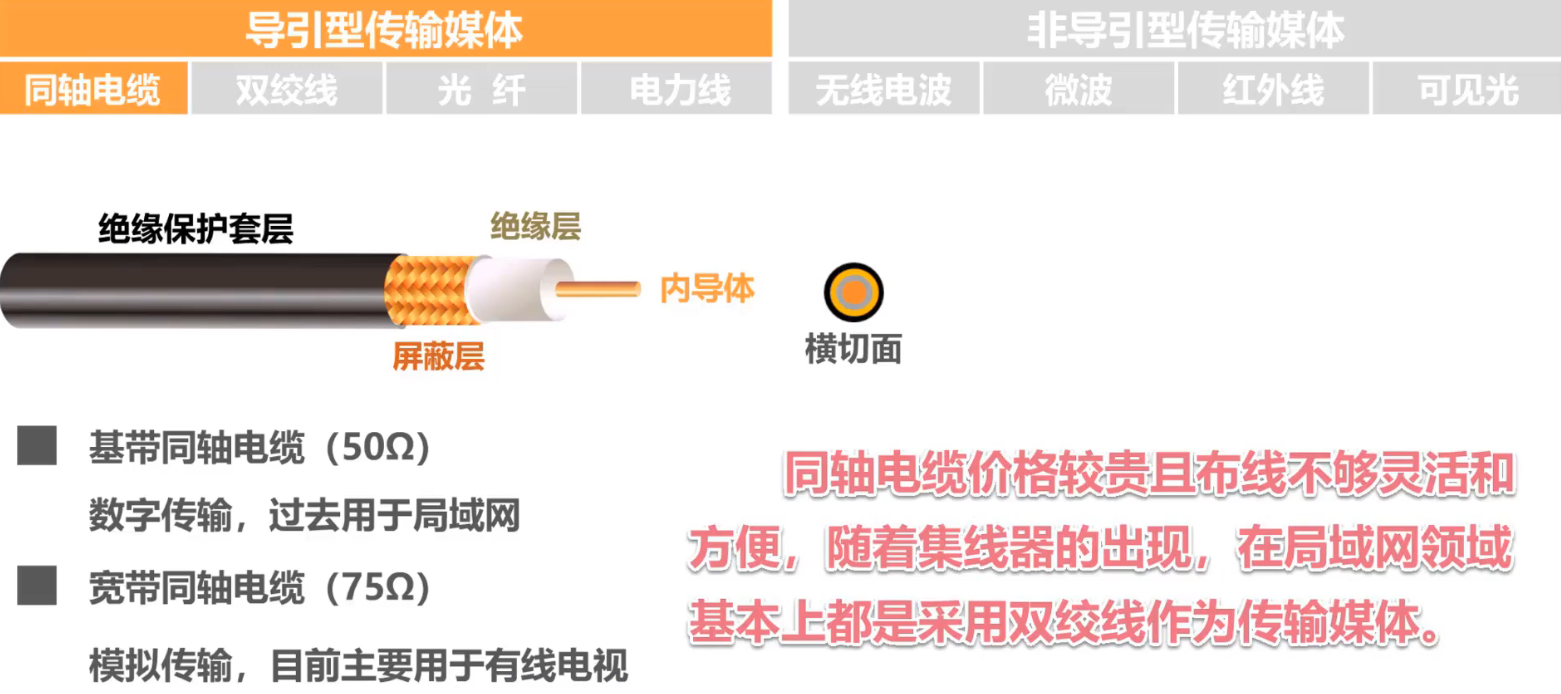 导引型传输媒体 非导引型传输媒体
同轴电缆 双绞线 光 纤 电力线 无线电波 微波 红外线 可见光
绝缘保护套层 绝缘层
内导体
屏蔽层
横切面
基带同轴电缆（50Ω）
数字传输，过去用于局域网
宽带同轴电缆（75Ω）
模拟传输，目前主要用于有线电视
同轴电缆价格较贵且布线不够灵活和
方便，随着集线器的出现，在局域网领域
基本上都是采用双绞线作为传输媒体。